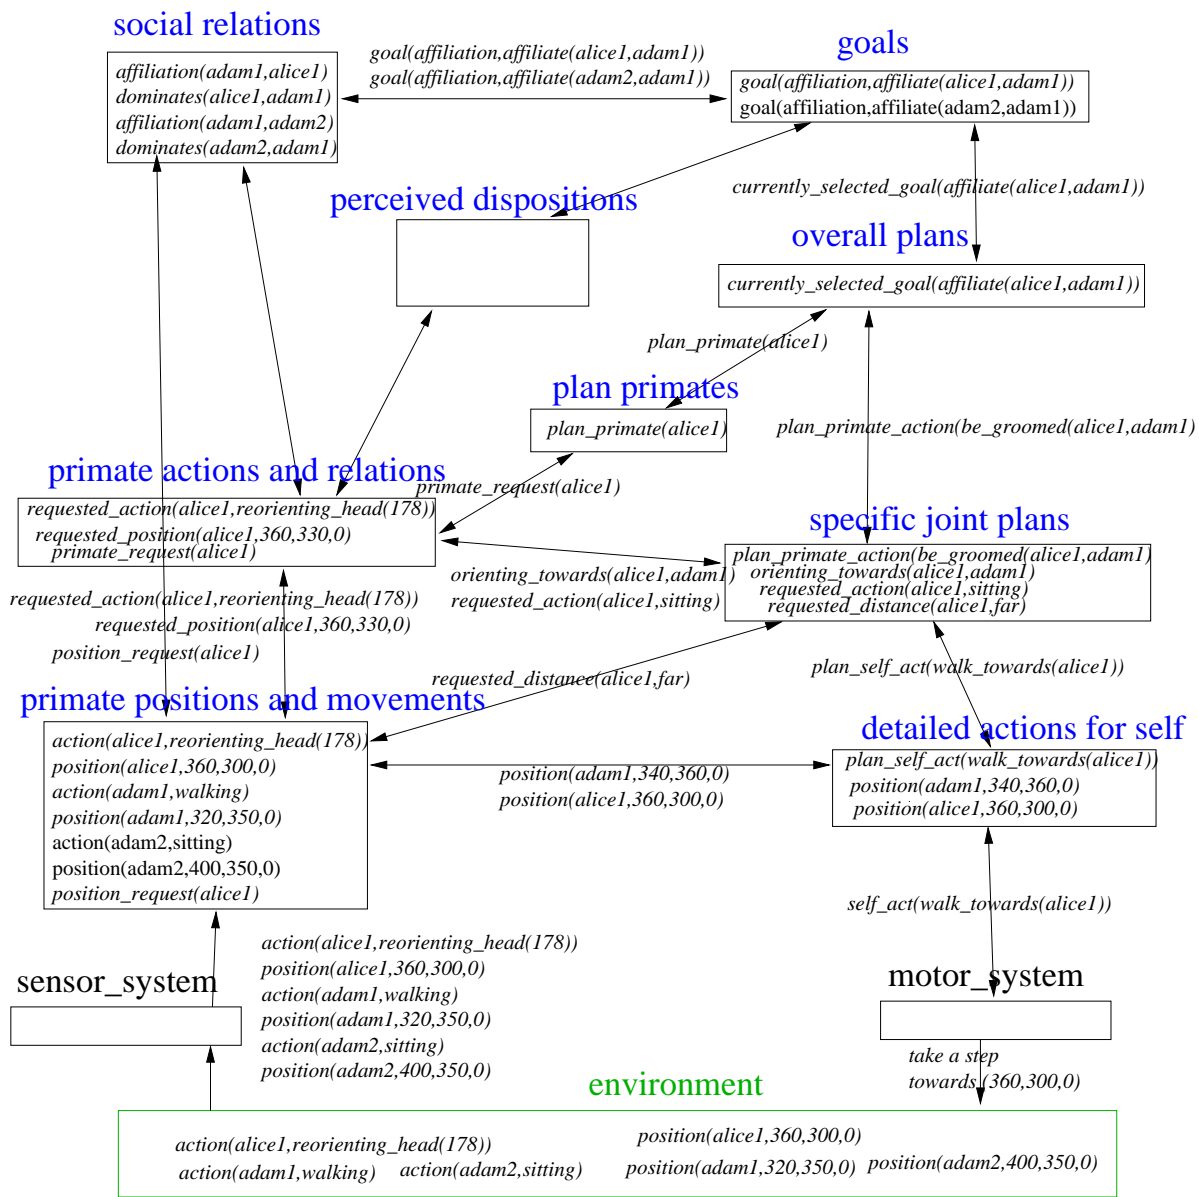 social relations
goals
goal(affiliation,affiliate(alice1,adam1))
goal(affiliation,affiliate(adam2,adam1))
affiliation(adam1,alice1)
dominates(alice1,adam1)
affiliation(adam1,adam2)
dominates(adam2,adam1)
goal(affiliation,affiliate(alice1,adam1))
goal(affiliation,affiliate(adam2,adam1))
currently_selected_goal(affiliate(alice1,adam1))
perceived dispositions
overall plans
currently_selected_goal(affiliate(alice1,adam1))
plan_primate(alice1)
plan primates
plan_primate(alice1)
plan_primate_action(be_groomed(alice1,adam1)
primate actions and relations
primate_request(alice1)
requested_action(alice1,reorienting_head(178))
requested_position(alice1,360,330,0)
primate_request(alice1)
specific joint plans
plan_primate_action(be_groomed(alice1,adam1)
orienting_towards(alice1,adam1)
requested_action(alice1,sitting)
requested_distance(alice1,far)
orienting_towards(alice1,adam1)
requested_action(alice1,sitting)
requested_action(alice1,reorienting_head(178))
requested_position(alice1,360,330,0)
position_request(alice1)
requested_distance(alice1,far)
plan_self_act(walk_towards(alice1))
primate positions and movements
detailed actions for self
action(alice1,reorienting_head(178))
position(alice1,360,300,0)
action(adam1,walking)
position(adam1,320,350,0)
action(adam2,sitting)
position(adam2,400,350,0)
position_request(alice1)
position(adam1,340,360,0)
position(alice1,360,300,0)
plan_self_act(walk_towards(alice1))
position(adam1,340,360,0)
position(alice1,360,300,0)
self_act(walk_towards(alice1))
sensor_system
action(alice1,reorienting_head(178))
position(alice1,360,300,0)
action(adam1,walking)
position(adam1,320,350,0)
action(adam2,sitting)
position(adam2,400,350,0)
motor_system
take a step
towards (360,300,0)
environment
action(alice1,reorienting_head(178))
position(alice1,360,300,0)
action(adam1,walking)
action(adam2,sitting)
position(adam1,320,350,0)
position(adam2,400,350,0)